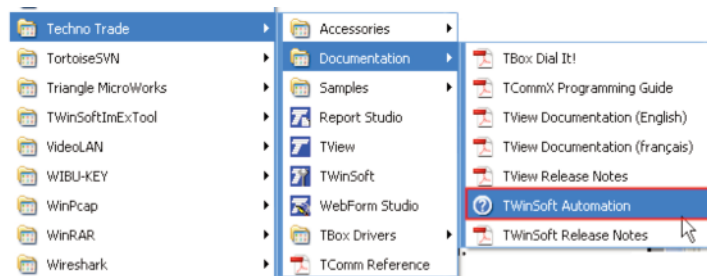 Techno Trade
TortoiseSVN
Triangle MicroWorks
TWinSoftImExTool
VideoLAN
WIBU-KEY
WinPcap
WinRAR
Wireshark
Accessories
Documentation
Samples
Report Studio
TView
TWinSoft
WebForm Studio
TBox Drivers
TComm Reference
TBox Dial It!
TCommX Programming Guide
TView Documentation (English)
TView Documentation (français)
TView Release Notes
TWinSoft Automation
TWinSoft Release Notes